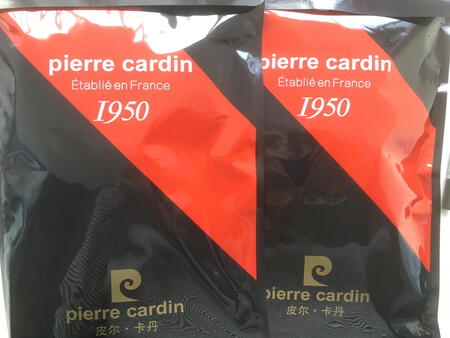 pierre cardin
Établié en France
1950
pierre cardin
皮尔·卡丹
pierre cardin
Établié en France
1950
pierre cardin
皮尔·卡丹